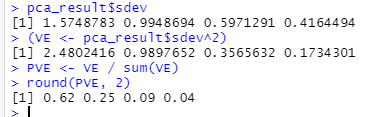 > pca_result$sdev
[1] 1.5748783 0.9948694 0.5971291 0.4164494
> (VE <- pca_result$sdev^2)
[1] 2.4802416 0.9897652 0.3565632 0.1734301
> PVE <- VE / sum(VE)
> round(PVE, 2)
[1] 0.62 0.25 0.09 0.04
>